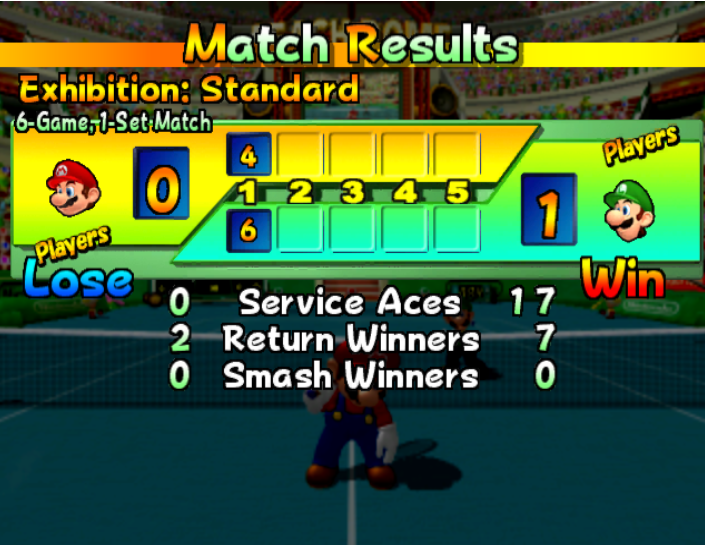 Match Results
Exhibition: Standard
6-Game, 1-Set Match
Players
4
0
1 2 3 4 5
1
6
Players
Lose
Win
0 Service Aces 17
2 Return Winners 7
0 Smash Winners 0